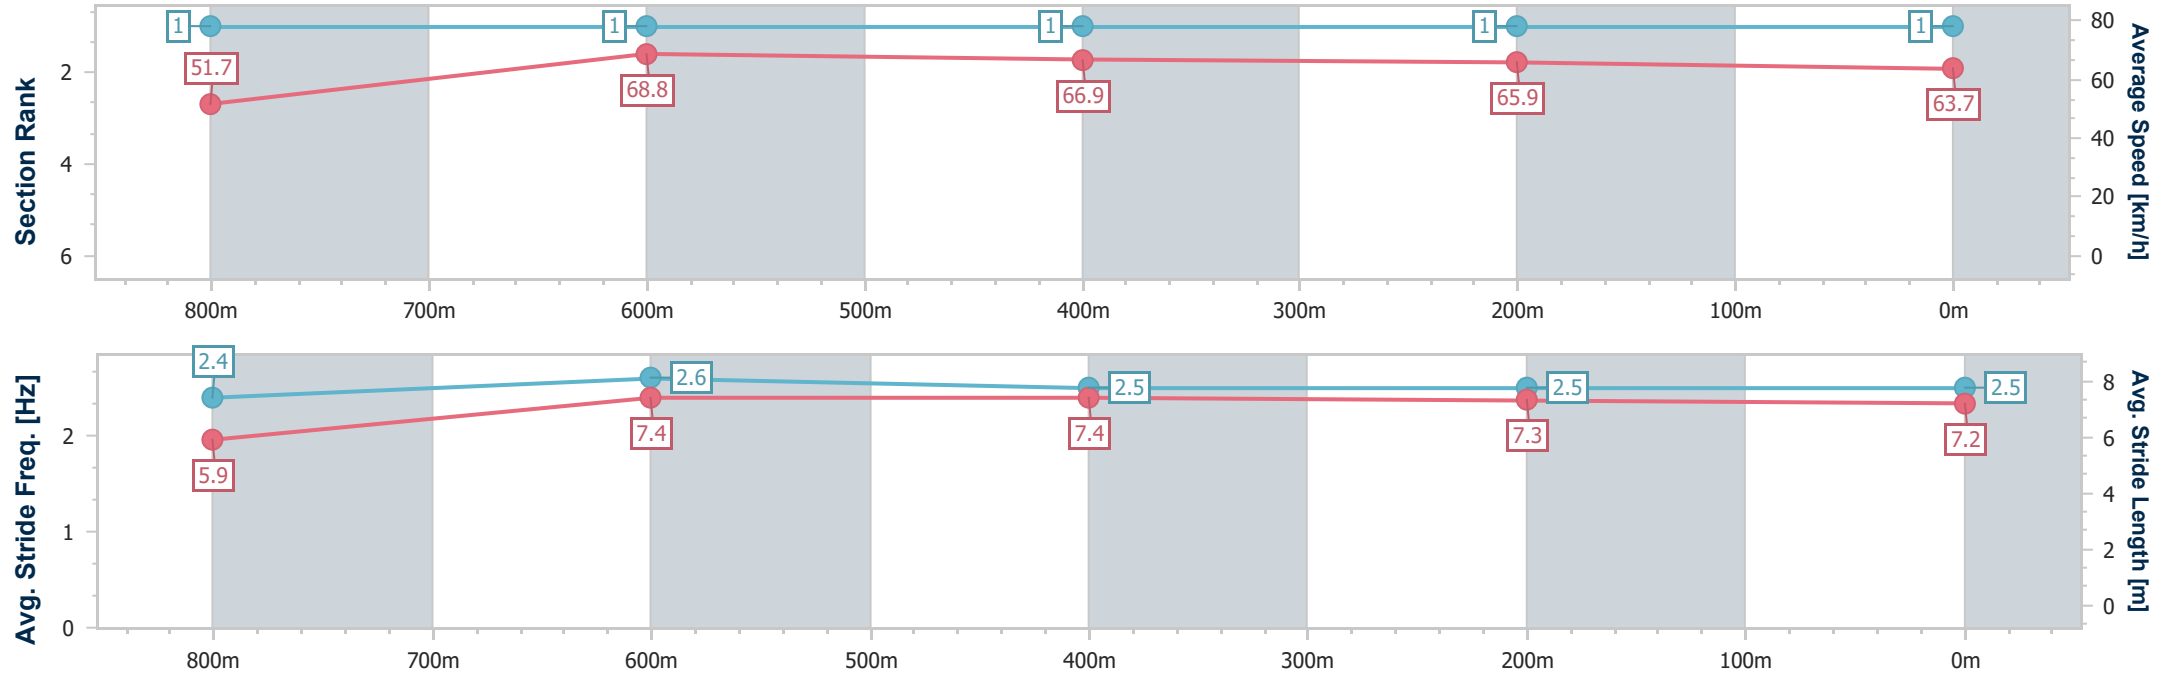 Section Rank
2
4
6
1
1
1
1
1
51.7
68.8
66.9
65.9
63.7
80
60
40
20
0
Average Speed [km/h]
800m
700m
600m
500m
400m
300m
200m
100m
0m
Avg. Stride Freq. [Hz]
2
1
0
2.4
2.6
2.5
2.5
2.5
5.9
7.4
7.4
7.3
7.2
8
6
4
2
0
Avg. Stride Length [m]
800m
700m
600m
500m
400m
300m
200m
100m
0m